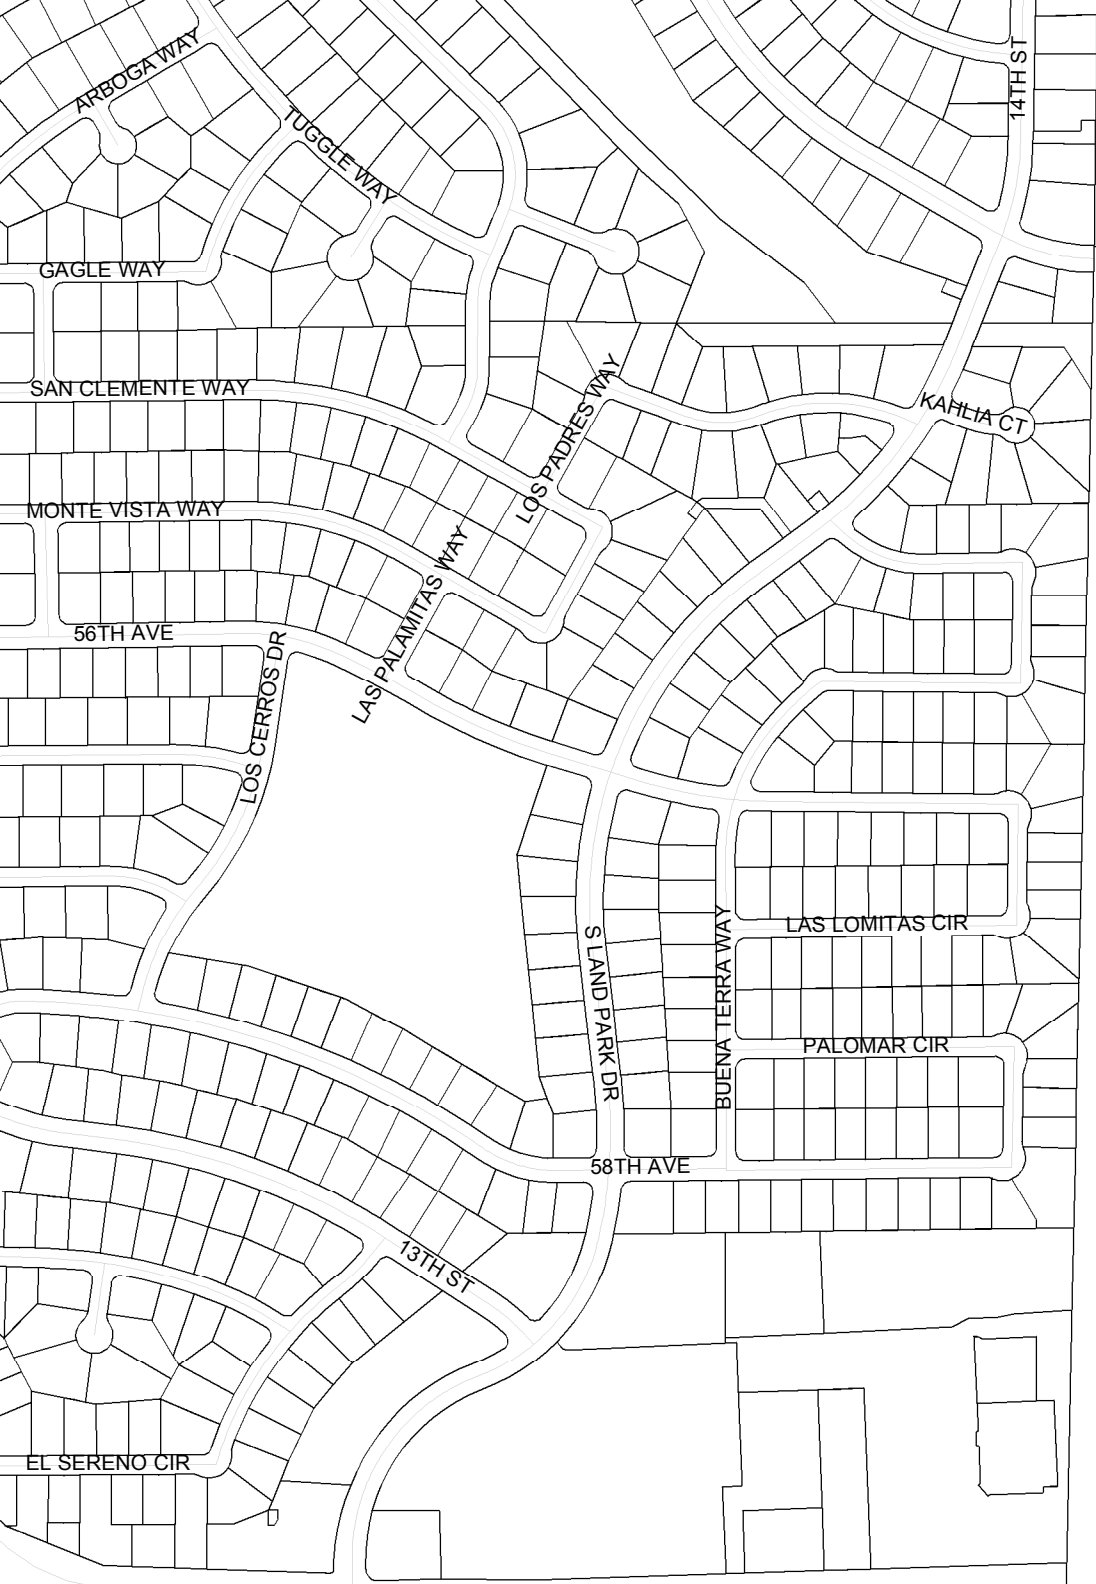 ARBOGA WAY
14TH ST
TUGGLE WAY
GAGLE WAY
SAN CLEMENTE WAY
LOS PADRES WAY
KAHLIA CT
MONTE VISTA WAY
LAS PALAMITAS WAY
56TH AVE
LOS CERROS DR
LAS LOMITAS CIR
S LAND PARK DR
BUENA TERRA WAY
PALOMAR CIR
58TH AVE
13TH ST
EL SERENO CIR